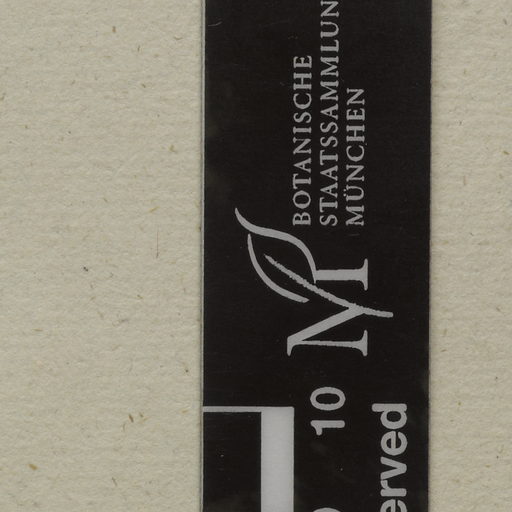 BOTANISCHE
STAATSSAMMLUN
MÜNCHEN
10
erved